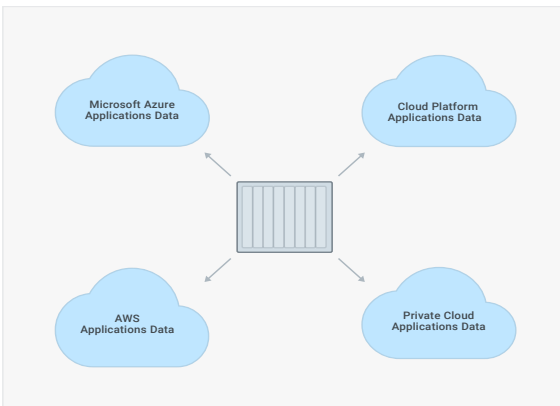 Microsoft Azure
Applications Data
Cloud Platform
Applications Data
AWS
Applications Data
Private Cloud
Applications Data